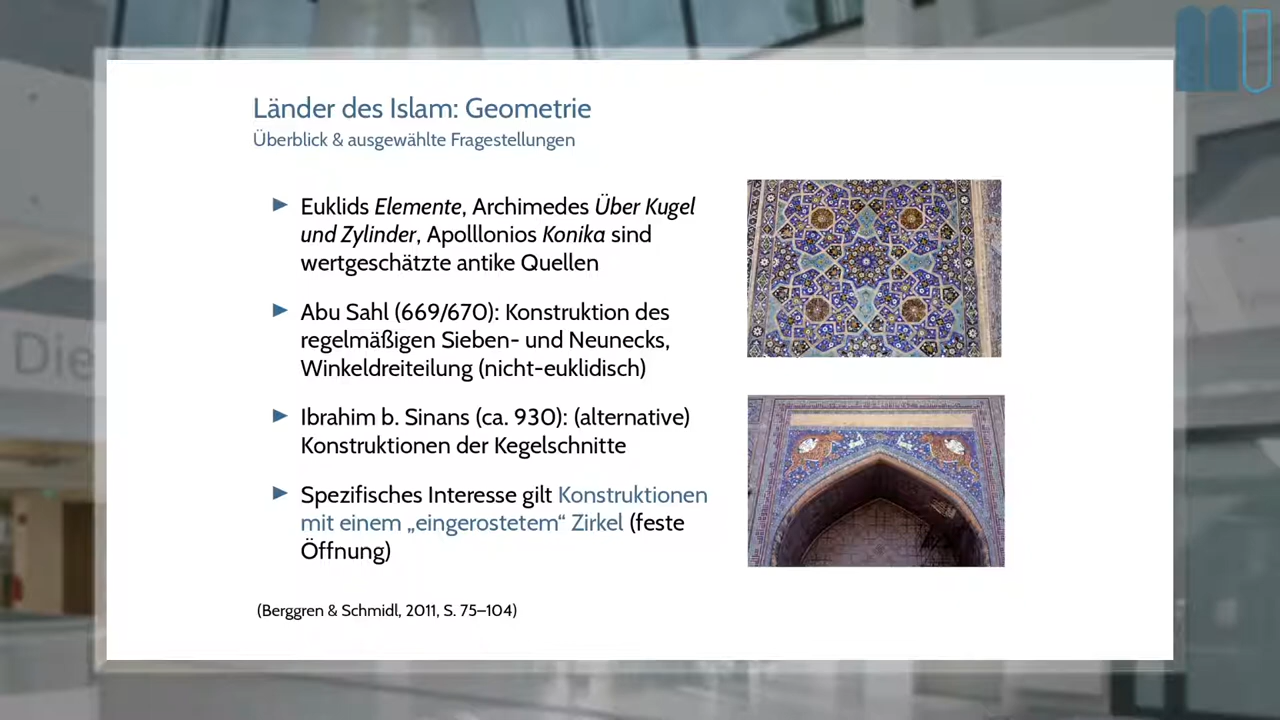 Länder des Islam: Geometrie
Überblick & ausgewählte Fragestellungen
Euklids Elemente, Archimedes Über Kugel
und Zylinder, Apolllonios Konika sind
wertgeschätzte antike Quellen
Abu Sahl (669/670): Konstruktion des
regelmäßigen Sieben- und Neunecks,
Winkeldreiteilung (nicht-euklidisch)
Ibrahim b. Sinans (ca. 930): (alternative)
Konstruktionen der Kegelschnitte
Spezifisches Interesse gilt Konstruktionen
mit einem „eingerostetem“ Zirkel (feste
Öffnung)
(Berggren & Schmidl, 2011, S. 75–104)
Die